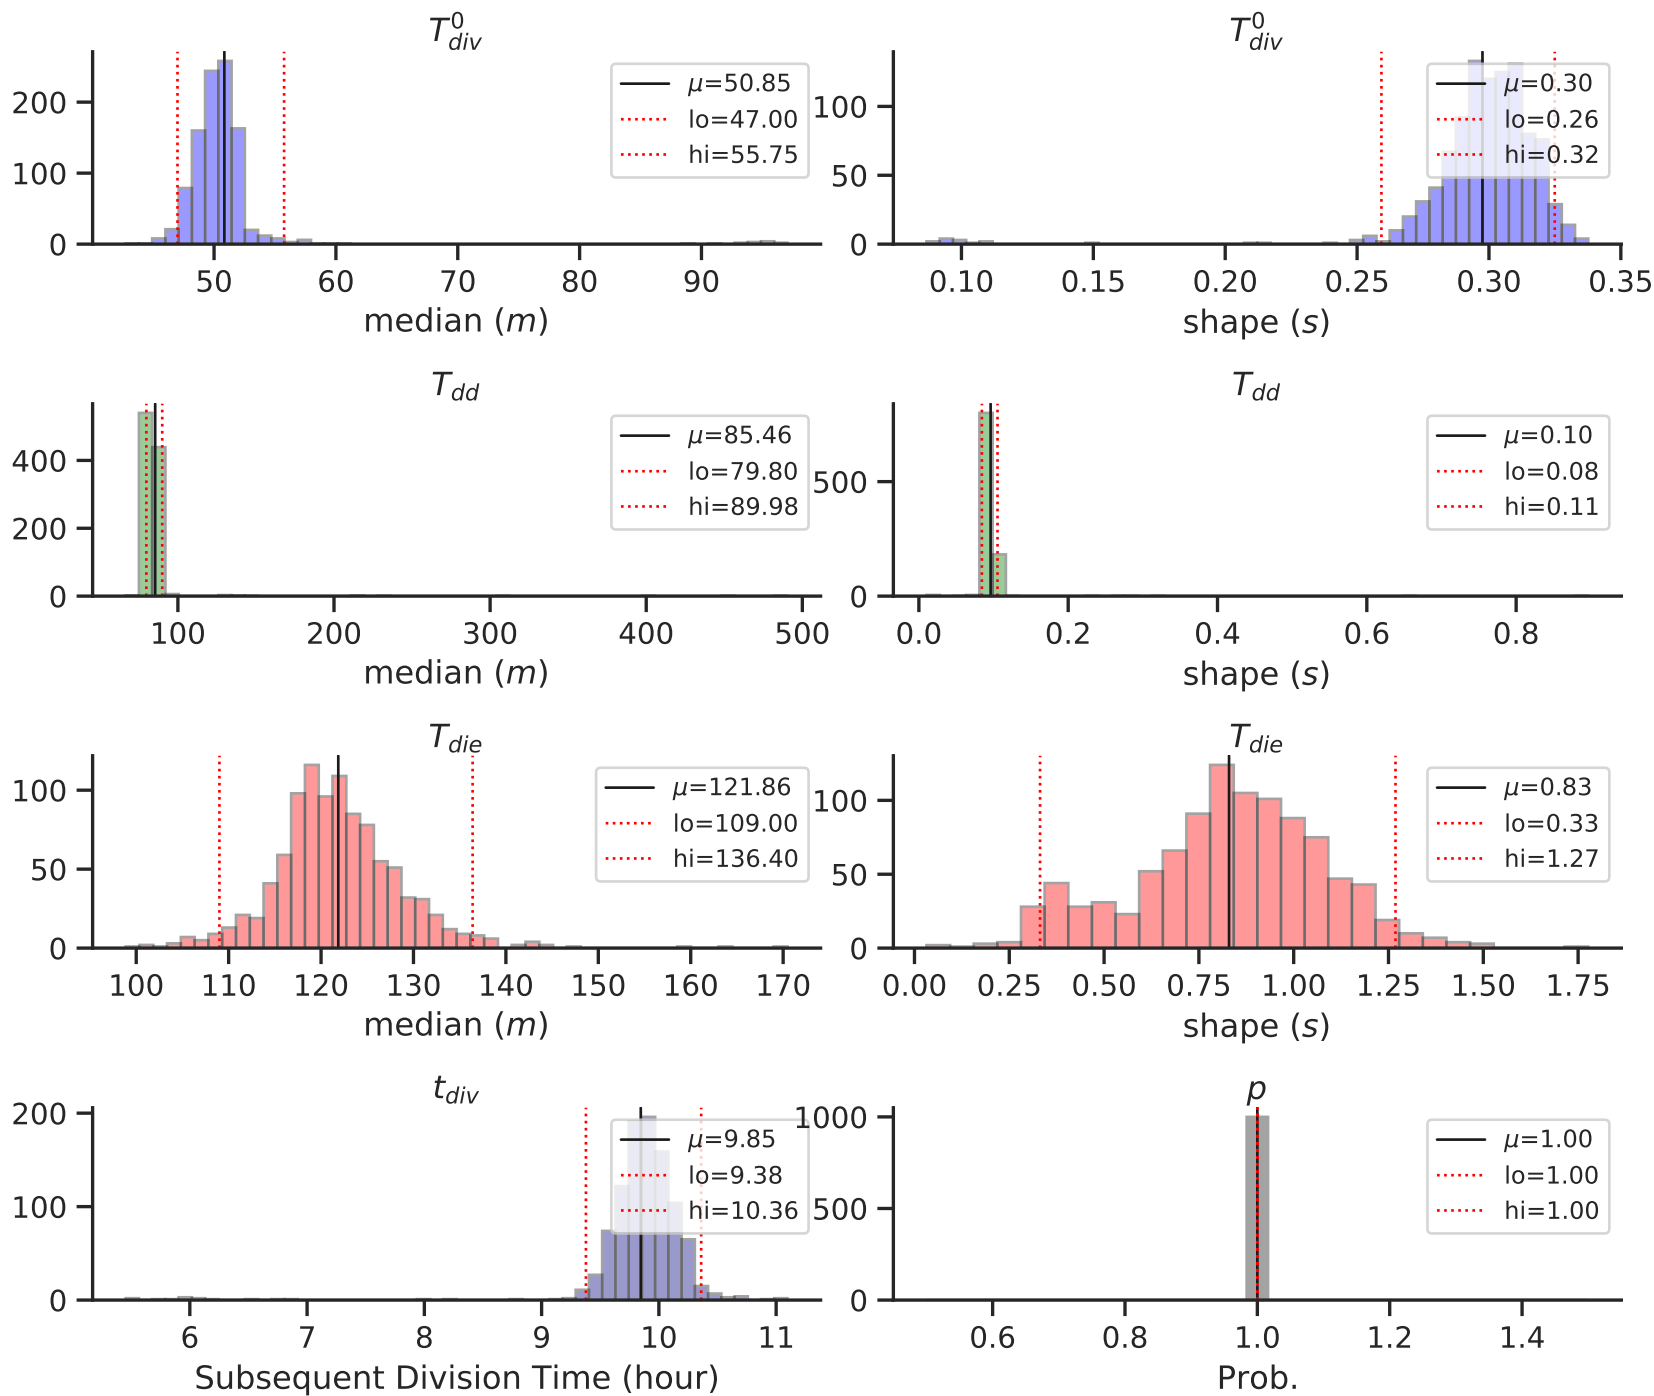 T⁰div
200
100
0
50 60 70 80 90
median (m)
μ=50.85
lo=47.00
hi=55.75
T⁰div
100
50
0
0.10 0.15 0.20 0.25 0.30 0.35
shape (s)
μ=0.30
lo=0.26
hi=0.32
Tdd
400
200
0
100 200 300 400 500
median (m)
μ=85.46
lo=79.80
hi=89.98
Tdd
500
0
0.0 0.2 0.4 0.6 0.8
shape (s)
μ=0.10
lo=0.08
hi=0.11
Tdie
100
50
0
100 110 120 130 140 150 160 170
median (m)
μ=121.86
lo=109.00
hi=136.40
Tdie
100
50
0
0.00 0.25 0.50 0.75 1.00 1.25 1.50 1.75
shape (s)
μ=0.83
lo=0.33
hi=1.27
tdiv
200
100
0
6 7 8 9 10 11
Subsequent Division Time (hour)
μ=9.85
lo=9.38
hi=10.36
p
1000
500
0
0.6 0.8 1.0 1.2 1.4
Prob.
μ=1.00
lo=1.00
hi=1.00